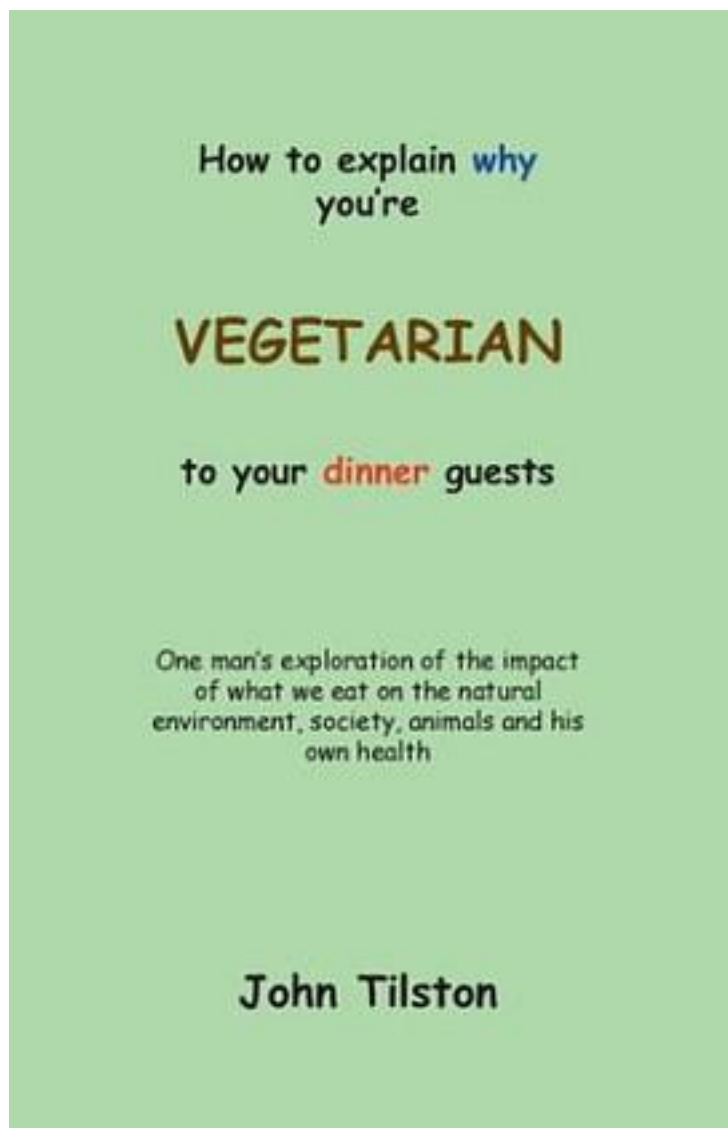 How to explain why
you're
VEGETARIAN
to your dinner guests
One man's exploration of the impact
of what we eat on the natural
environment, society, animals and his
own health
John Tilston